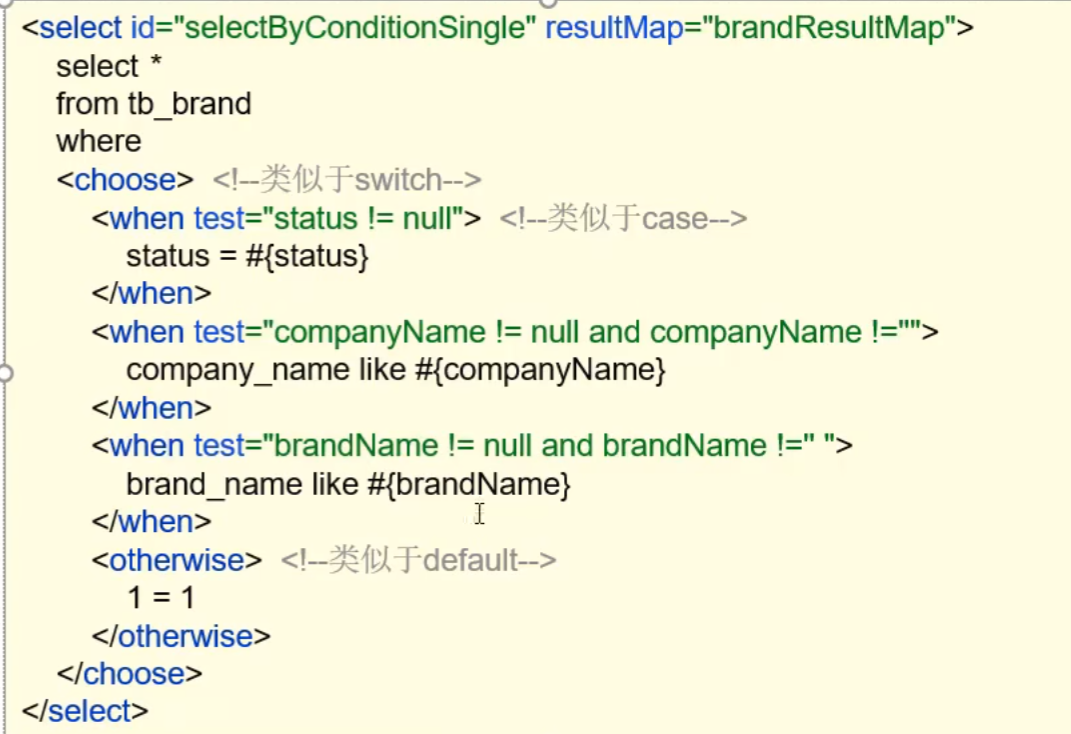 <select id="selectByConditionSingle" resultMap="brandResultMap">
select *
from tb_brand
where
<choose> <!--类似于switch-->
<when test="status != null"> <!--类似于case-->
status = #{status}
</when>
<when test="companyName != null and companyName !="">
company_name like #{companyName}
</when>
<when test="brandName != null and brandName !=" ">
brand_name like #{brandName}
</when>
<otherwise> <!--类似于default-->
1 = 1
</otherwise>
</choose>
</select>